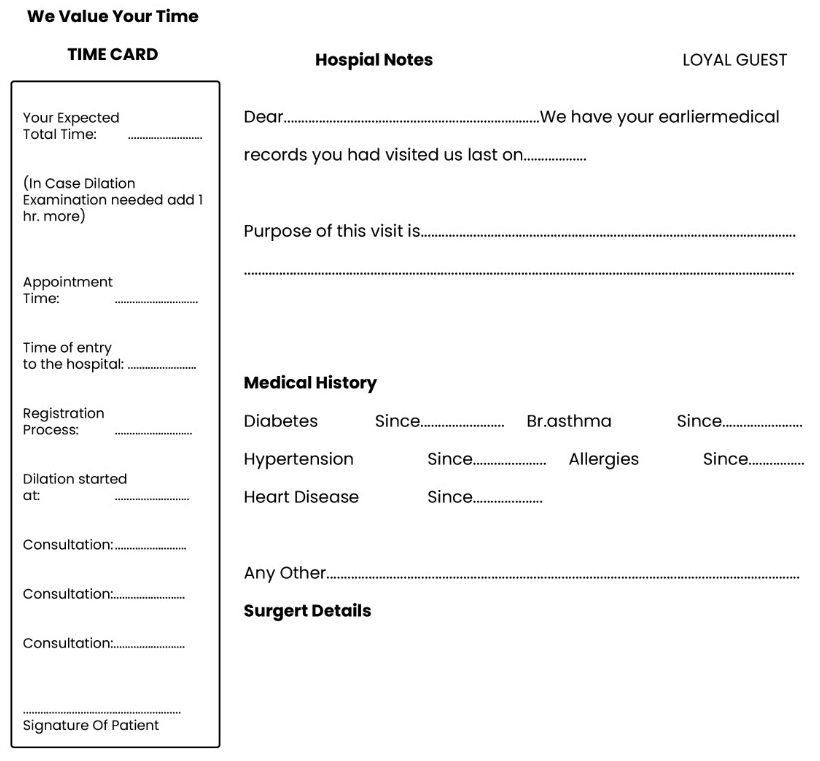 We Value Your Time
TIME CARD
Your Expected
Total Time: ..........................
(In Case Dilation
Examination needed add 1
hr. more)
Appointment
Time: .............................
Time of entry
to the hospital: ........................
Registration
Process: ...........................
Dilation started
at: ..........................
Consultation:.........................
Consultation:.........................
Consultation:.........................
.......................................................
Signature Of Patient
Hospial Notes
LOYAL GUEST
Dear.................................................................We have your earliermedical
records you had visited us last on................
Purpose of this visit is...............................................................................................
............................................................................................................................................
Medical History
Diabetes Since..................... Br.asthma Since.....................
Hypertension Since................... Allergies Since...............
Heart Disease Since..................
Any Other........................................................................................................................
Surgert Details